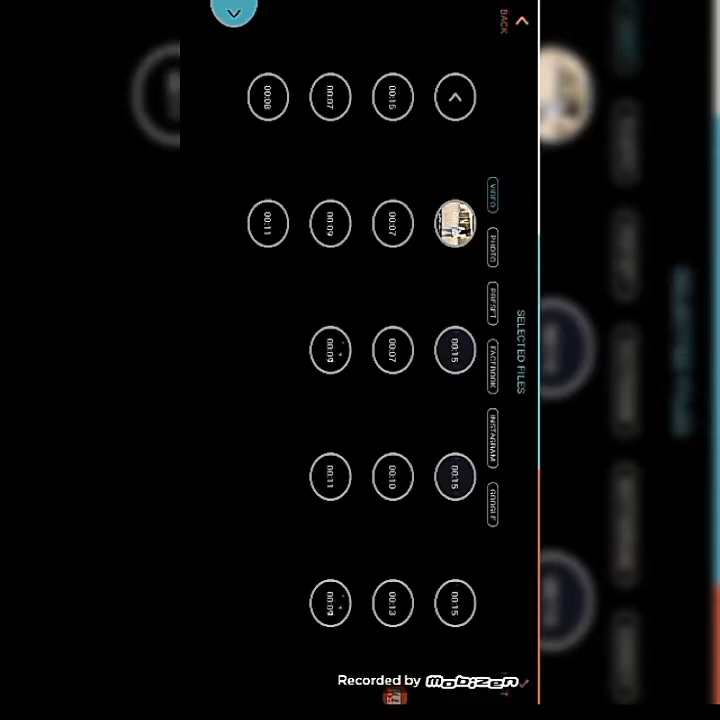 BACK
SELECTED FILES
VIDEO
PHOTO
PRESET
FACEBOOK
INSTAGRAM
GOOGLE
00:15
00:15
00:15
00:15
00:07
00:07
00:10
00:13
00:07
00:09
00:09
00:11
00:09
00:08
00:11
Recorded by Mobizen